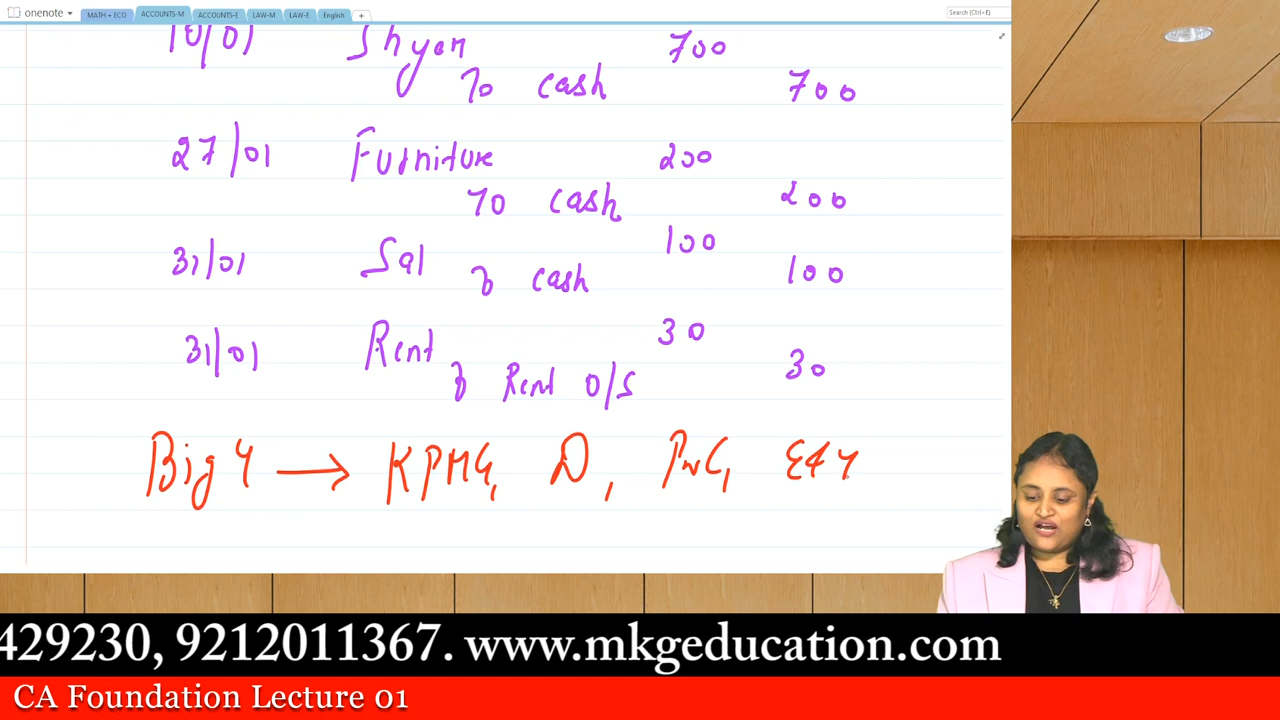 onenote MATH + ECO ACCOUNTS-M ACCOUNTS-E LAW-M LAW-E English + Search (Ctrl+E)
10/01 Shyam 700
To cash 700
27/01 Furniture 200
To cash 200
31/01 Sal 100
To cash 100
31/01 Rent 30
To Rent O/S 30
Big 4 → KPMG, D, PwC, E&Y
429230, 9212011367. www.mkgeducation.com
CA Foundation Lecture 01